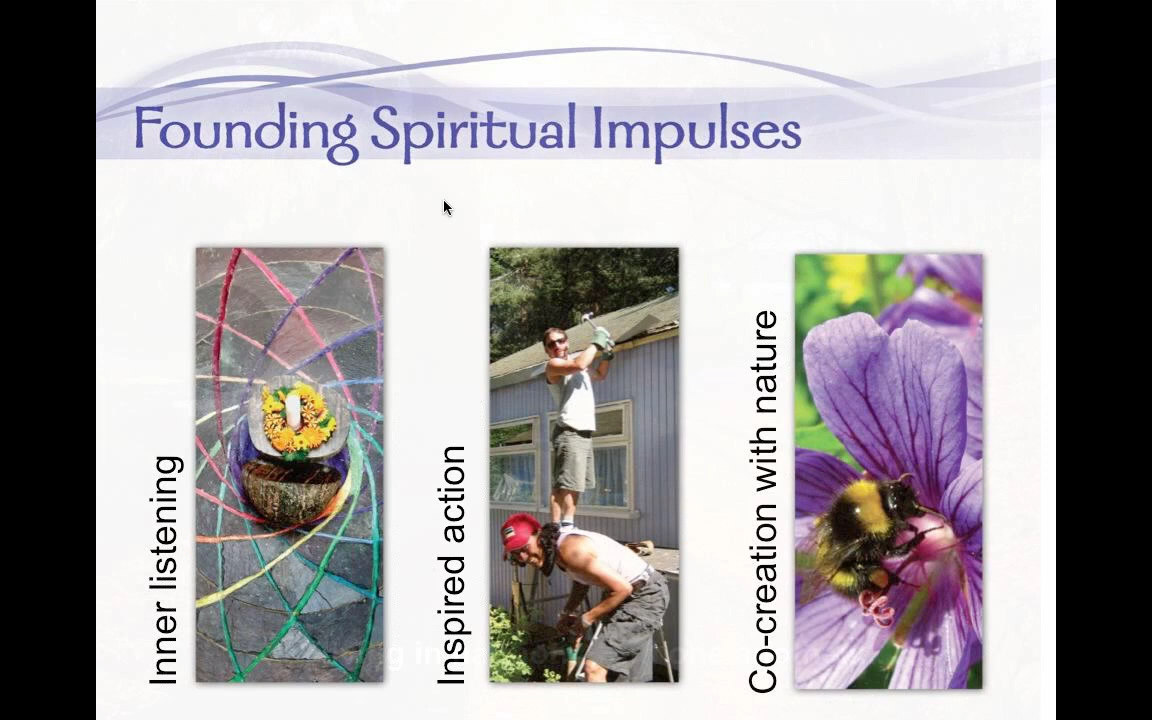 Founding Spiritual Impulses
Inner listening
Inspired action
Co-creation with nature